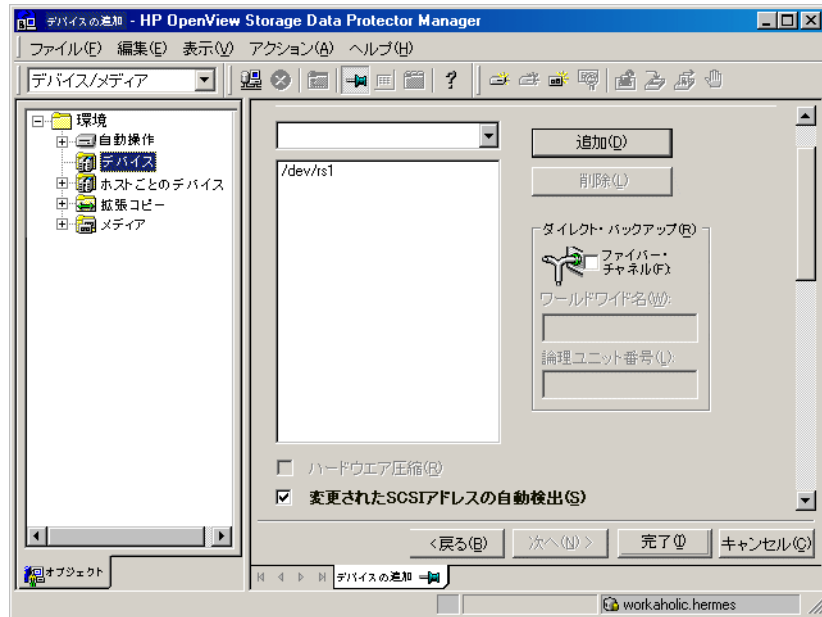 デバイスの追加 - HP OpenView Storage Data Protector Manager
ファイル(F) 編集(E) 表示(V) アクション(A) ヘルプ(H)
デバイス/メディア
環境
自動操作
デバイス
ホストごとのデバイス
拡張コピー
メディア
オブジェクト
/dev/rs1
追加(D)
削除(L)
ダイレクト・バックアップ(R)
ファイバー・
チャネル(F):
ワールドワイド名(W):
論理ユニット番号(L):
ハードウエア圧縮(R)
変更されたSCSIアドレスの自動検出(S)
<戻る(B)
次へ(N)>
完了(I)
キャンセル(C)
デバイスの追加
workaholic.hermes